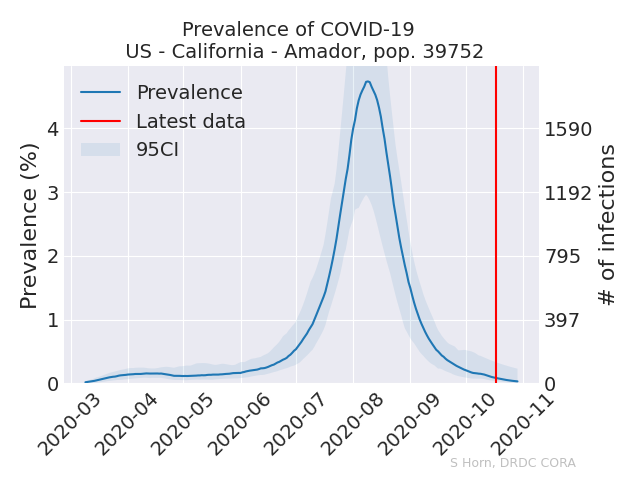 Prevalence of COVID-19
US - California - Amador, pop. 39752
Prevalence
Latest data
95CI
Prevalence (%)
4
3
2
1
0
1590
1192
795
397
0
# of infections
2020-03
2020-04
2020-05
2020-06
2020-07
2020-08
2020-09
2020-10
2020-11
S Horn, DRDC CORA